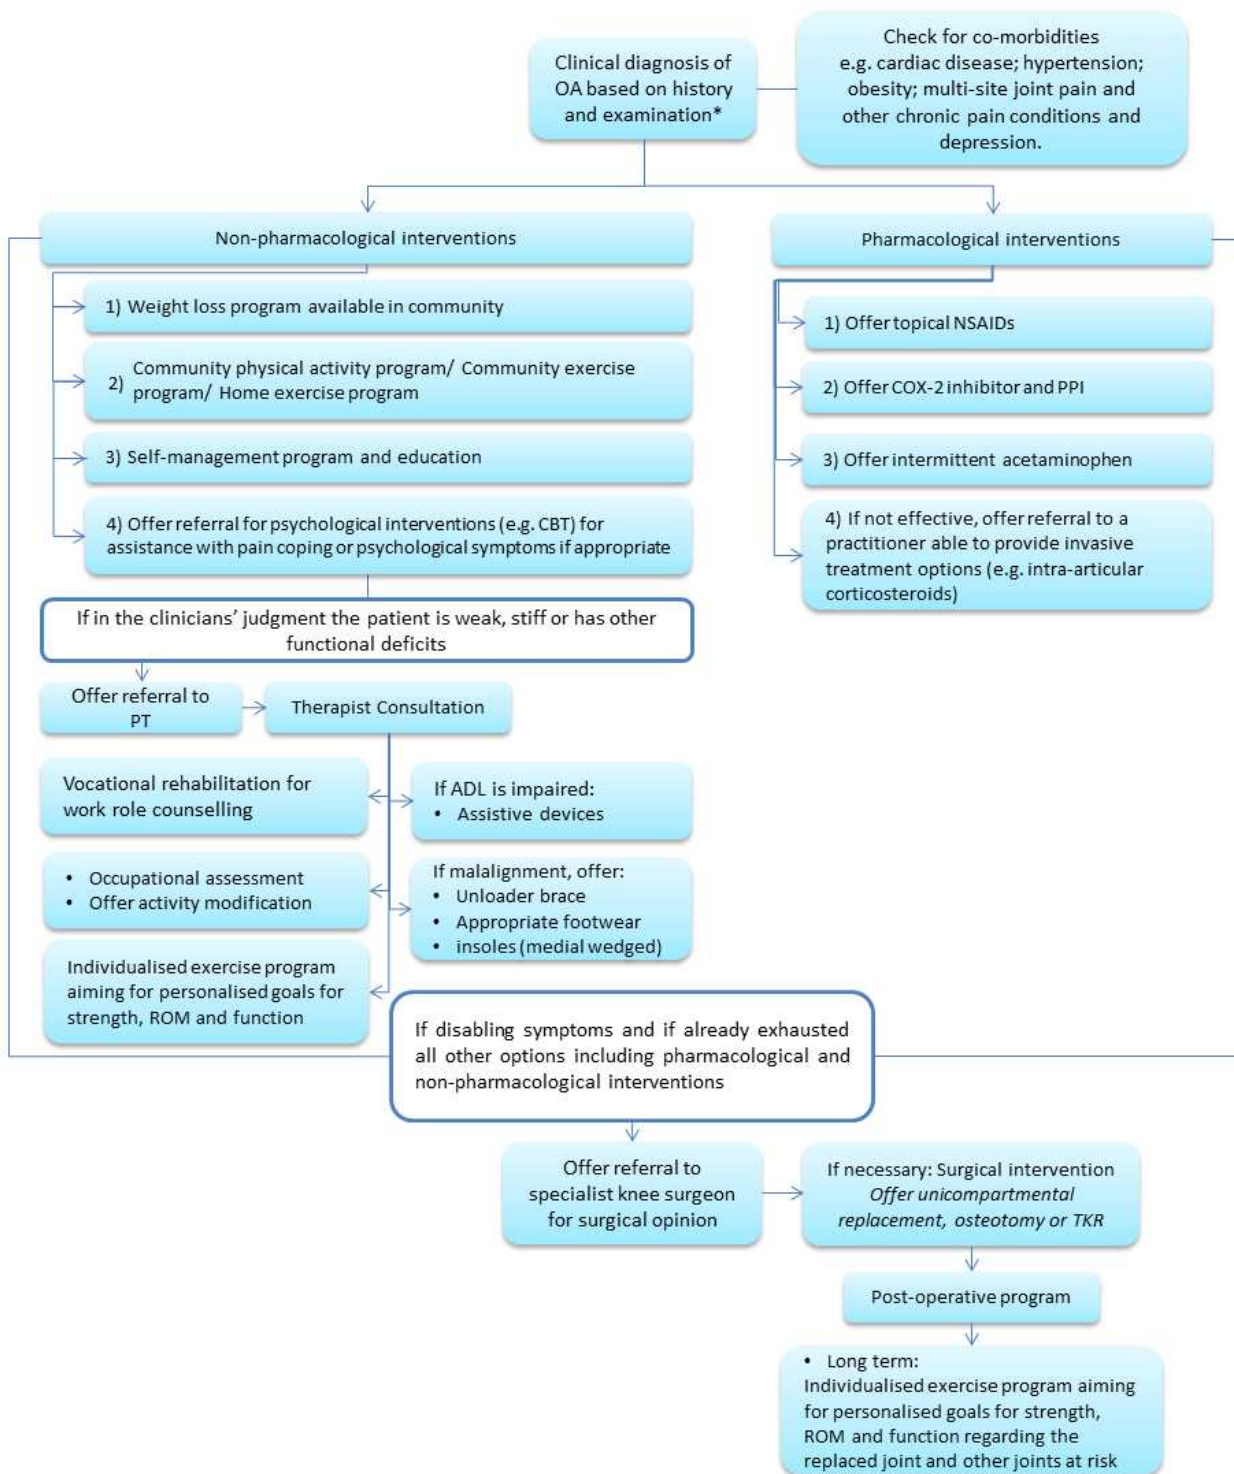 Clinical diagnosis of
OA based on history
and examination*
Check for co-morbidities
e.g. cardiac disease; hypertension;
obesity; multi-site joint pain and
other chronic pain conditions and
depression.
Non-pharmacological interventions
1) Weight loss program available in community
2) Community physical activity program/ Community exercise
program/ Home exercise program
3) Self-management program and education
4) Offer referral for psychological interventions (e.g. CBT) for
assistance with pain coping or psychological symptoms if appropriate
Pharmacological interventions
1) Offer topical NSAIDs
2) Offer COX-2 inhibitor and PPI
3) Offer intermittent acetaminophen
4) If not effective, offer referral to a
practitioner able to provide invasive
treatment options (e.g. intra-articular
corticosteroids)
If in the clinicians’ judgment the patient is weak, stiff or has other
functional deficits
Offer referral to
PT
Therapist Consultation
Vocational rehabilitation for
work role counselling
If ADL is impaired:
• Assistive devices
• Occupational assessment
• Offer activity modification
If malalignment, offer:
• Unloader brace
• Appropriate footwear
• insoles (medial wedged)
Individualised exercise program
aiming for personalised goals for
strength, ROM and function
If disabling symptoms and if already exhausted
all other options including pharmacological and
non-pharmacological interventions
Offer referral to
specialist knee surgeon
for surgical opinion
If necessary: Surgical intervention
Offer unicompartmental
replacement, osteotomy or TKR
Post-operative program
• Long term:
Individualised exercise program aiming
for personalised goals for strength,
ROM and function regarding the
replaced joint and other joints at risk